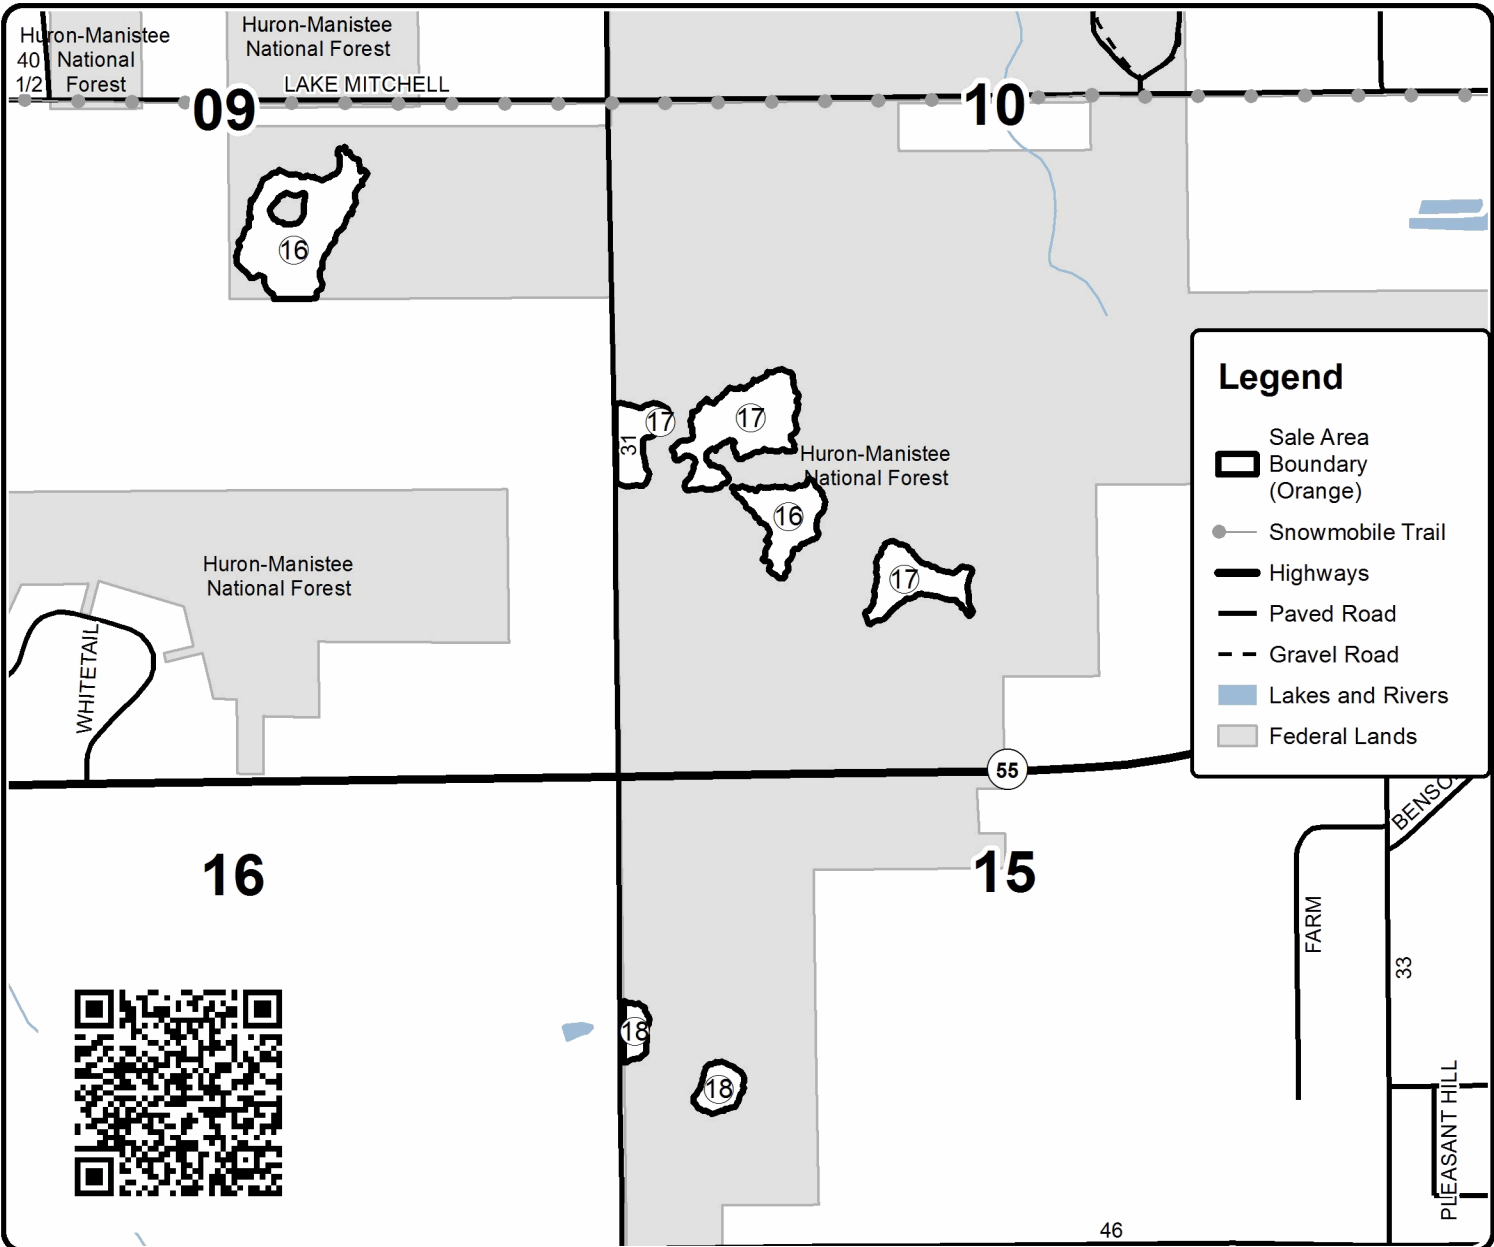 Huron-Manistee
National
Forest
40
1/2
Huron-Manistee
National Forest
LAKE MITCHELL
09
10
16
17
31
17
Huron-Manistee
National Forest
16
17
Huron-Manistee
National Forest
WHITETAIL
Legend
Sale Area
Boundary
(Orange)
Snowmobile Trail
Highways
Paved Road
Gravel Road
Lakes and Rivers
Federal Lands
55
16
15
FARM
33
18
18
PLEASANT HILL
46